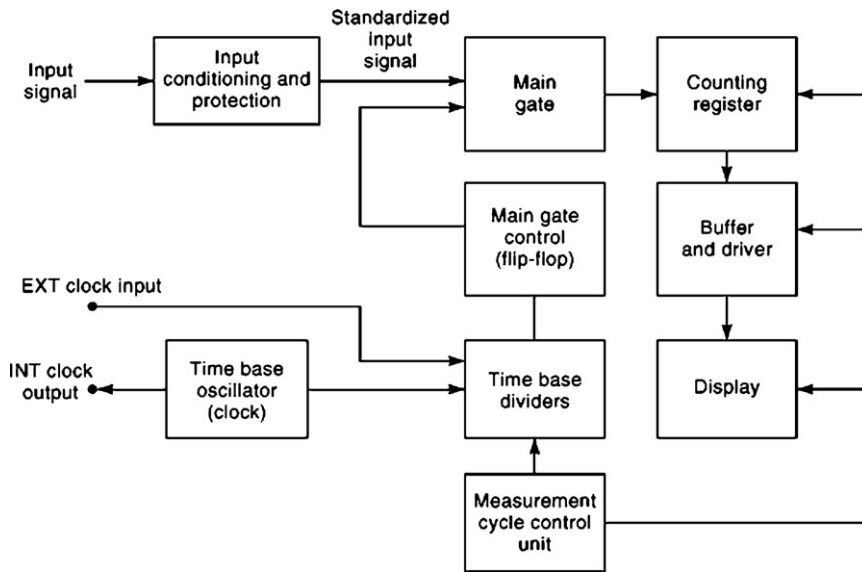 Standardized
input
signal
Input
signal
Input
conditioning and
protection
Main
gate
Counting
register
Main gate
control
(flip-flop)
Buffer
and driver
EXT clock input
INT clock
output
Time base
oscillator
(clock)
Time base
dividers
Display
Measurement
cycle control
unit